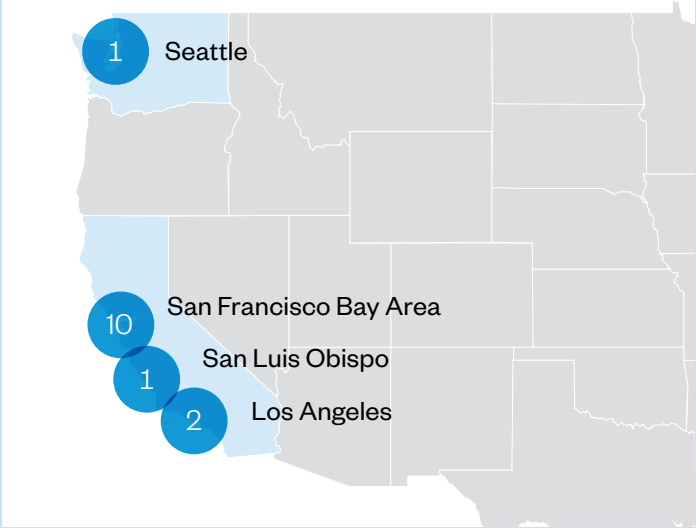 1 Seattle
10 San Francisco Bay Area
1 San Luis Obispo
2 Los Angeles